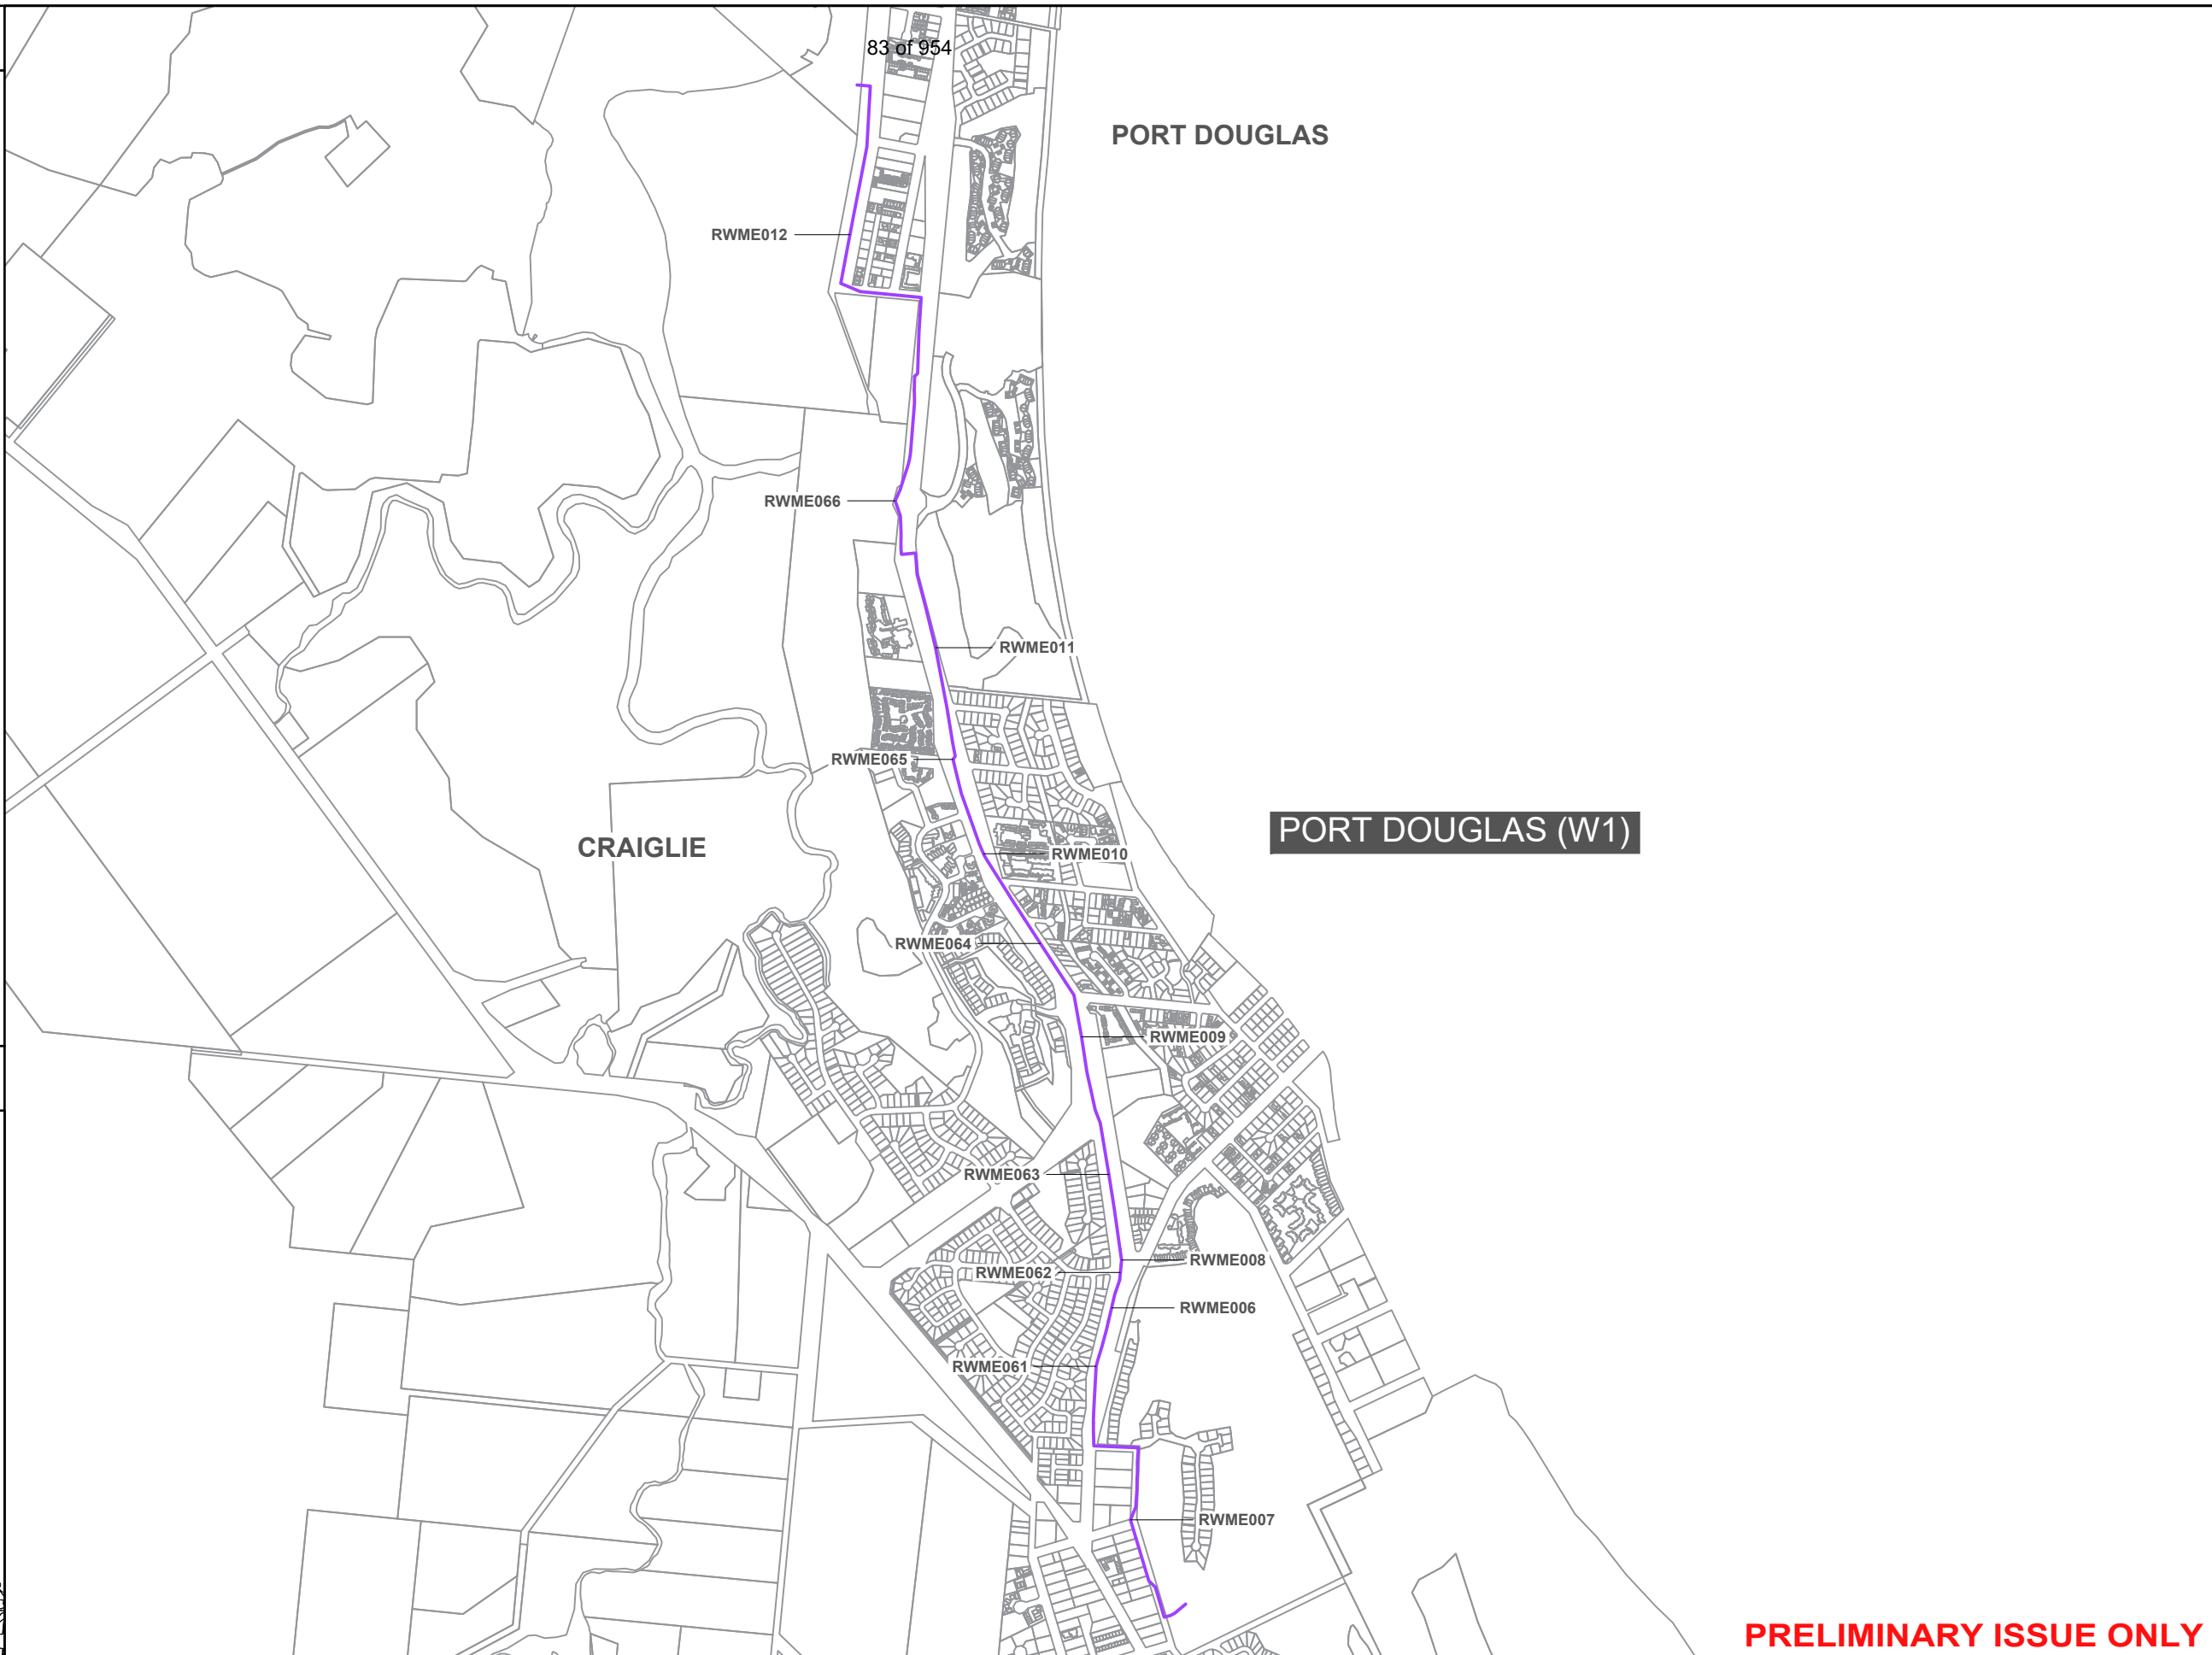 83 of 954
PORT DOUGLAS
RWME012
RWME066
RWME011
RWME065
PORT DOUGLAS (W1)
CRAIGLIE
RWME010
RWME064
RWME009
RWME063
RWME008
RWME062
RWME006
RWME061
RWME007
PRELIMINARY ISSUE ONLY